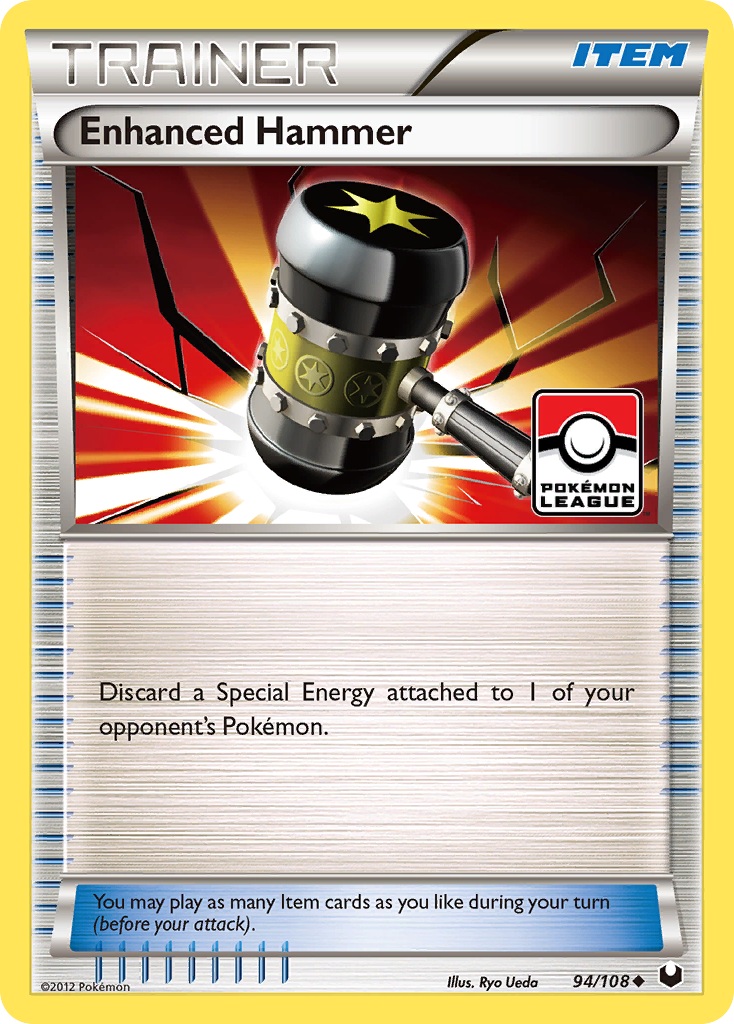 TRAINER
ITEM
Enhanced Hammer
POKÉMON
LEAGUE
Discard a Special Energy attached to 1 of your
opponent's Pokémon.
You may play as many Item cards as you like during your turn
(before your attack).
©2012 Pokémon
Illus. Ryo Ueda
94/108